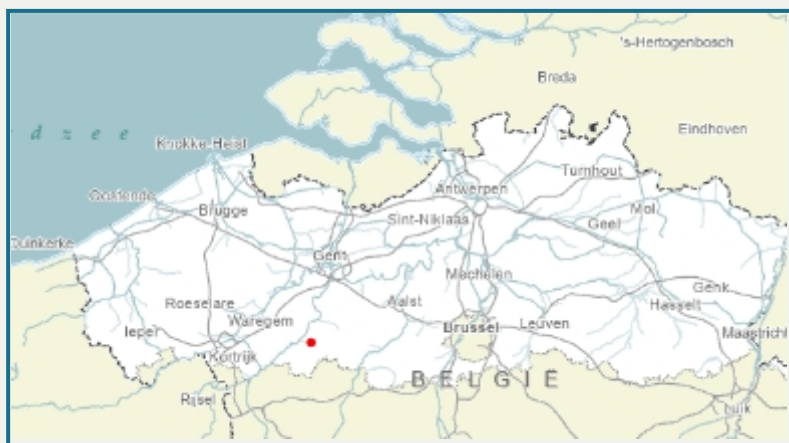 's-Hertogenbosch
Breda
dzee
Eindhoven
Knokke-Heist
Turnhout
Antwerpen
Oostende
Brugge
Mol
Sint-Niklaas
Geel
Duinkerke
Gent
Mechelen
Genk
Roeselare
Aalst
Hasselt
Waregem
Brussel
Leuven
Ieper
Maastricht
Kortrijk
BELGIË
Rijsel
Luik